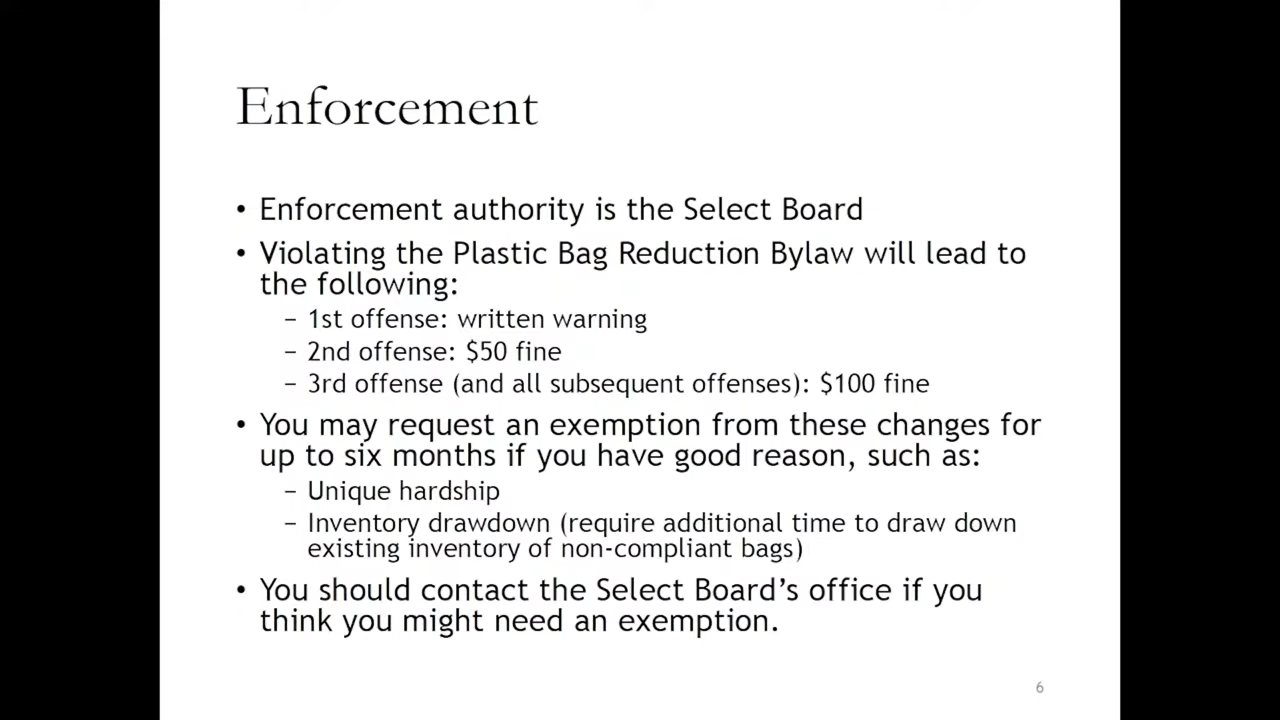 Enforcement
• Enforcement authority is the Select Board
• Violating the Plastic Bag Reduction Bylaw will lead to
the following:
– 1st offense: written warning
– 2nd offense: $50 fine
– 3rd offense (and all subsequent offenses): $100 fine
• You may request an exemption from these changes for
up to six months if you have good reason, such as:
– Unique hardship
– Inventory drawdown (require additional time to draw down
existing inventory of non-compliant bags)
• You should contact the Select Board’s office if you
think you might need an exemption.
6